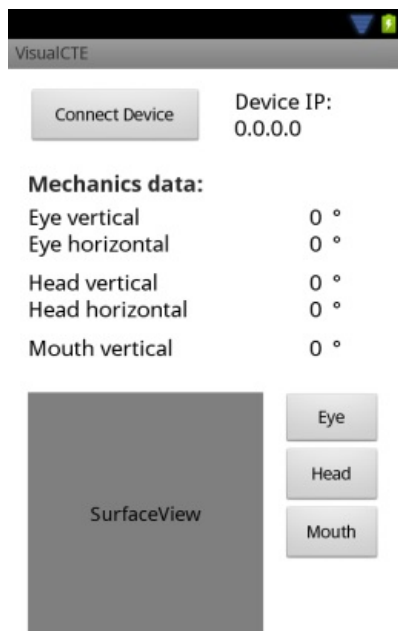 VisualCTE
Connect Device
Device IP:
0.0.0.0
Mechanics data:
Eye vertical 0 °
Eye horizontal 0 °
Head vertical 0 °
Head horizontal 0 °
Mouth vertical 0 °
SurfaceView
Eye
Head
Mouth